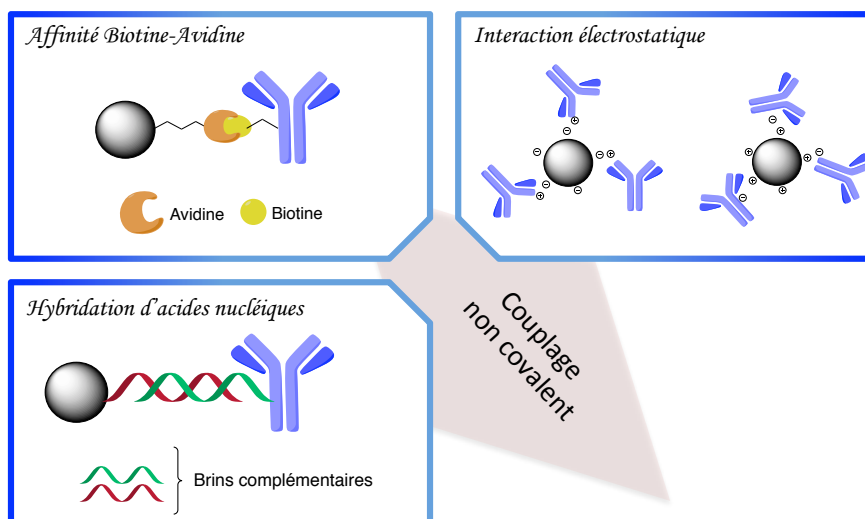 Affinité Biotine-Avidine
Avidine
Biotine
Interaction électrostatique
Hybridation d'acides nucléiques
Brins complémentaires
Couplage
non covalent